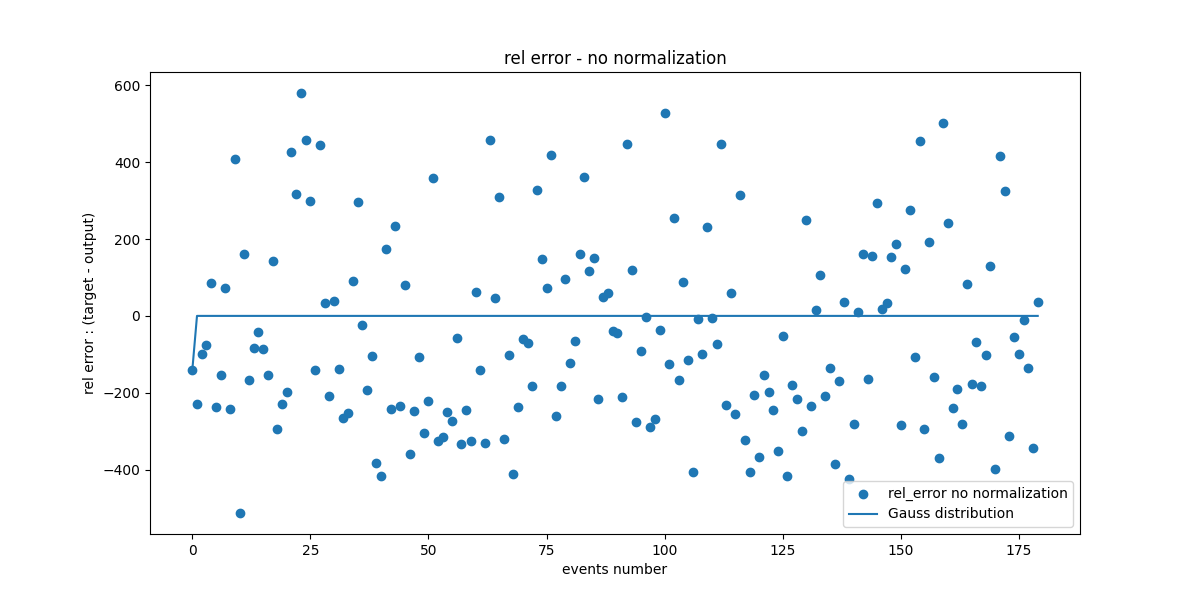 rel error - no normalization
600
400
200
0
−200
−400
rel error : (target - output)
0
25
50
75
100
125
150
175
events number
rel_error no normalization
Gauss distribution